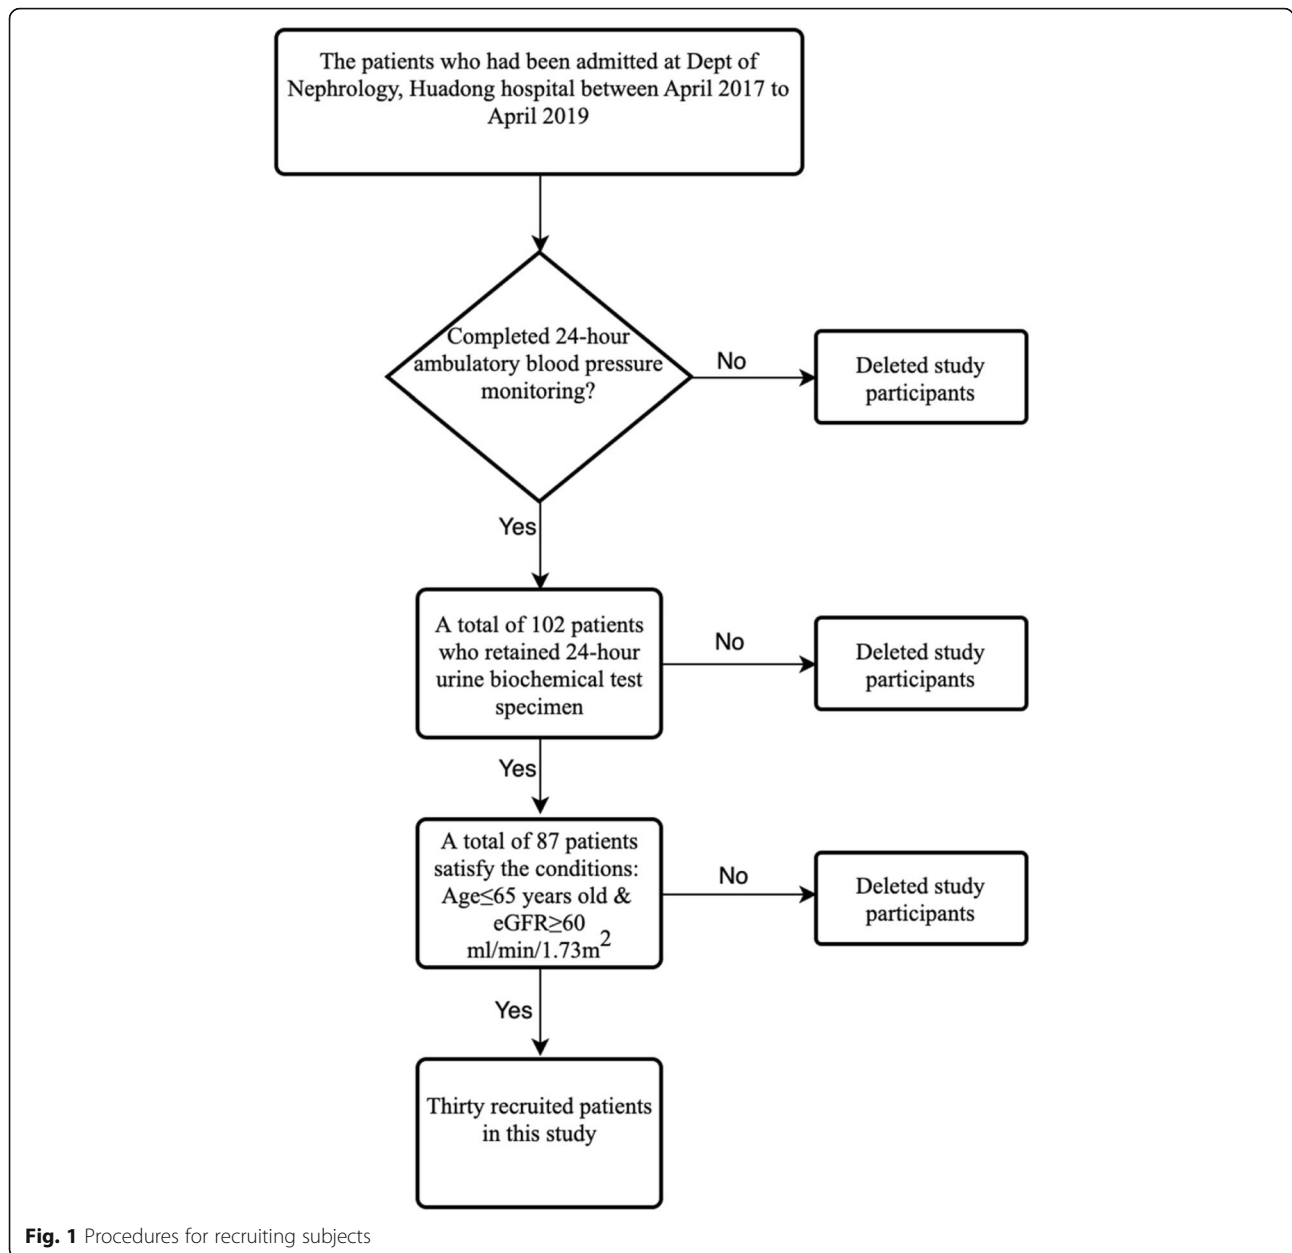 The patients who had been admitted at Dept of
Nephrology, Huadong hospital between April 2017 to
April 2019
Completed 24-hour
ambulatory blood pressure
monitoring?
No
Deleted study
participants
Yes
A total of 102 patients
who retained 24-hour
urine biochemical test
specimen
No
Deleted study
participants
Yes
A total of 87 patients
satisfy the conditions:
Age≤65 years old &
eGFR≥60
ml/min/1.73m²
No
Deleted study
participants
Yes
Thirty recruited patients
in this study
Fig. 1 Procedures for recruiting subjects